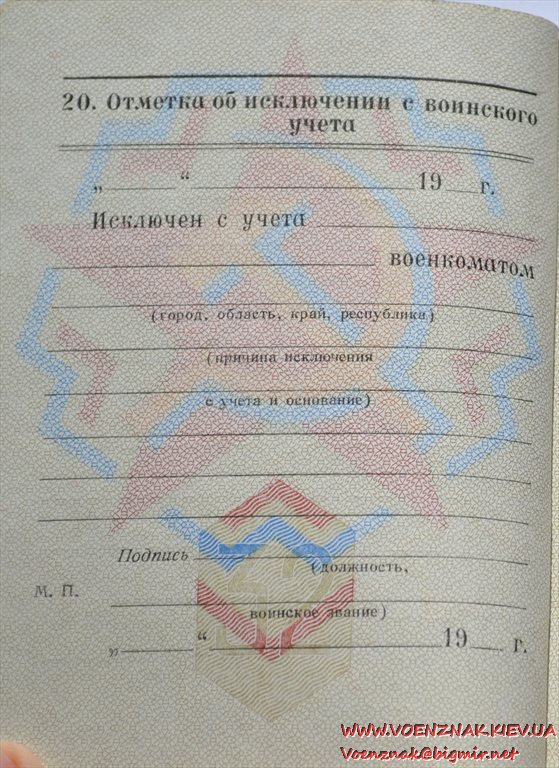 20. Отметка об исключении с воинского
учета
„ “ 19 г.
Исключен с учета
военкоматом
(город, область, край, республика)
(причина исключения
с учета и основание)
Подпись
(должность,
М. П.
воинское звание)
„ “ 19 г.
WWW.VOENZNAK.KIEV.UA
Voenznak@bigmir.net